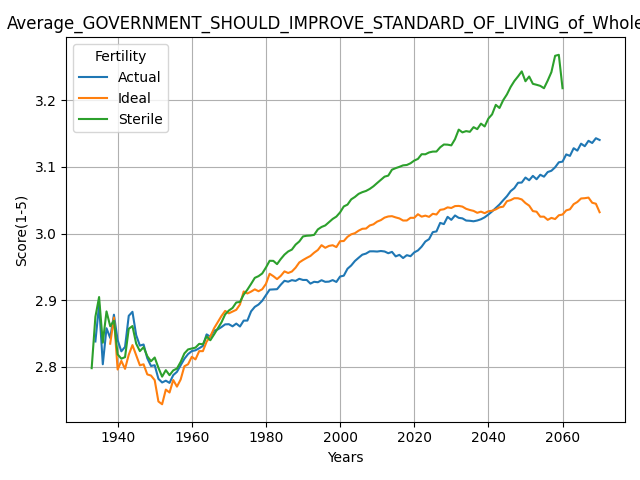 Average_GOVERNMENT_SHOULD_IMPROVE_STANDARD_OF_LIVING_of_Whole
Fertility
Actual
Ideal
Sterile
3.2
3.1
3.0
2.9
2.8
Score(1-5)
1940 1960 1980 2000 2020 2040 2060
Years